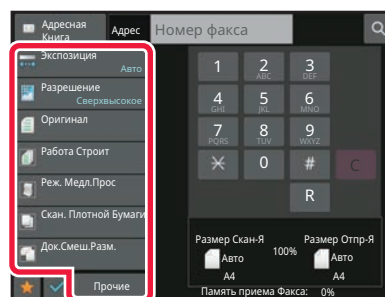 Адресная Книга
Адрес
Номер факса
Экспозиция
Авто
Разрешение
Сверхвысокое
Оригинал
Работа Строит
Реж. Медл.Прос
Скан. Плотной Бумаги
Док.Смеш.Разм.
Прочие
1
2
ABC
3
DEF
4
GHI
5
JKL
6
MNO
7
PQRS
8
TUV
9
WXYZ
0
#
C
R
Размер Скан-Я
Авто
A4
100%
Размер Отпр-Я
Авто
A4
Память приема Факса: 0%